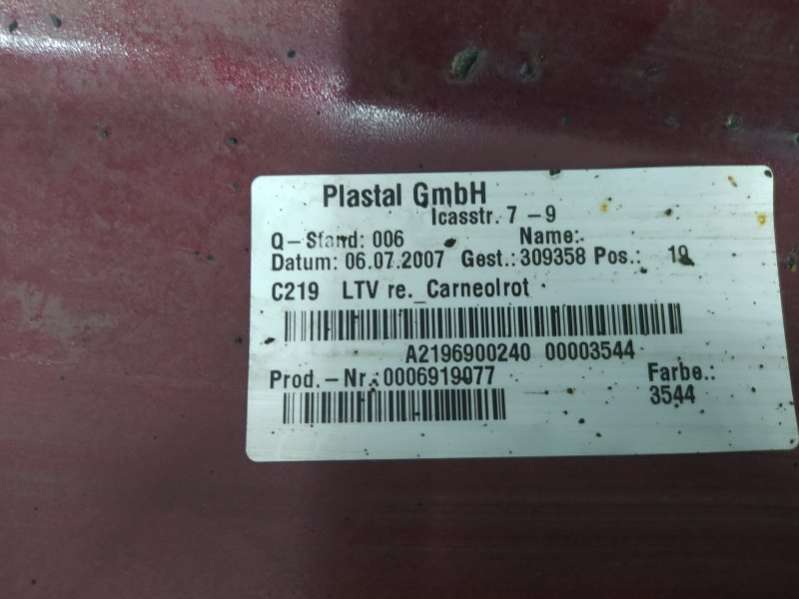 Plastal GmbH
Icasstr. 7 - 9
Q-Stand: 006 Name:
Datum: 06.07.2007 Gest.: 309358 Pos.: 19
C219 LTV re._Carneolrot
A2196900240 00003544
Prod.-Nr.: 0006919077 Farbe.:
3544